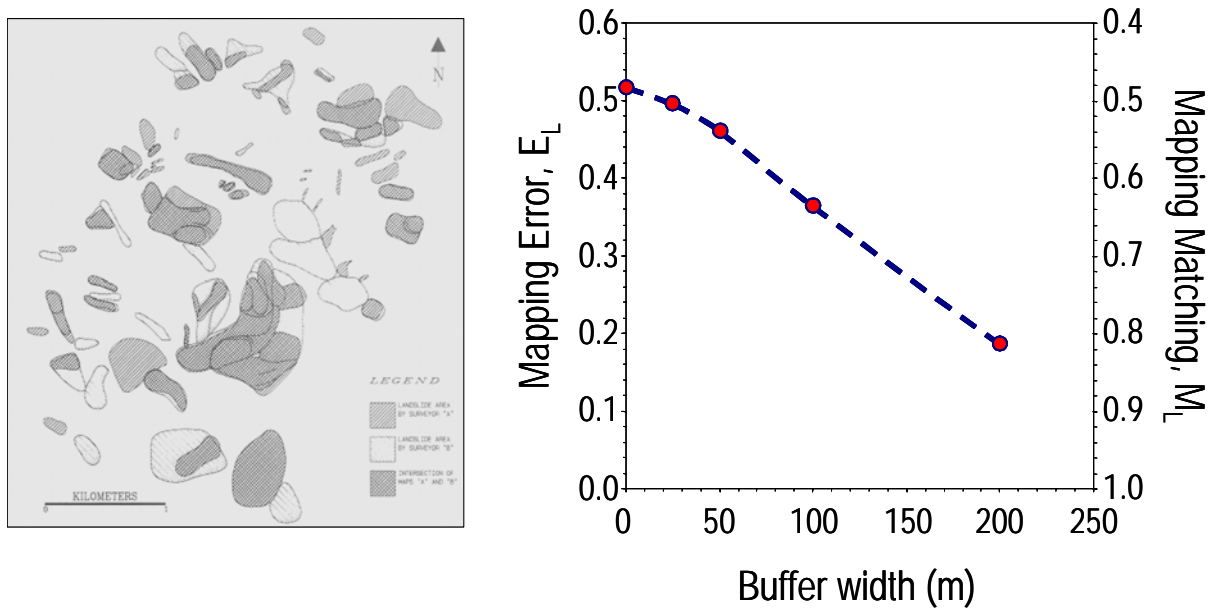 N
LEGEND
LANDSLIDE AREA
BY SURVEYOR "A"
LANDSLIDE AREA
BY SURVEYOR "B"
INTERSECTION OF
MAPS "A" AND "B"
KILOMETERS
0 1
Mapping Error, E_L
0.6
0.5
0.4
0.3
0.2
0.1
0.0
0 50 100 150 200 250
Buffer width (m)
0.4
0.5
0.6
0.7
0.8
0.9
1.0
Mapping Matching, M_L